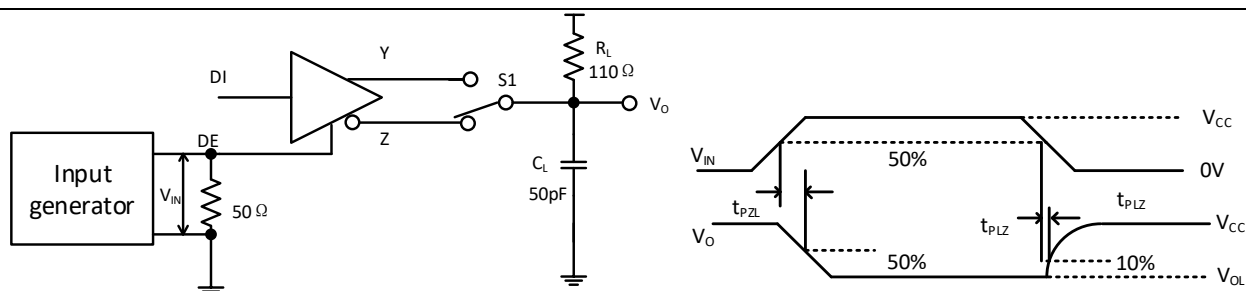 Y
DI
S1
R_L
110 Ω
V_O
Z
DE
Input
generator
V_IN
50 Ω
C_L
50pF
V_IN
50%
V_CC
0V
t_PZL
t_PLZ
t_PLZ
V_O
50%
V_CC
10%
V_OL